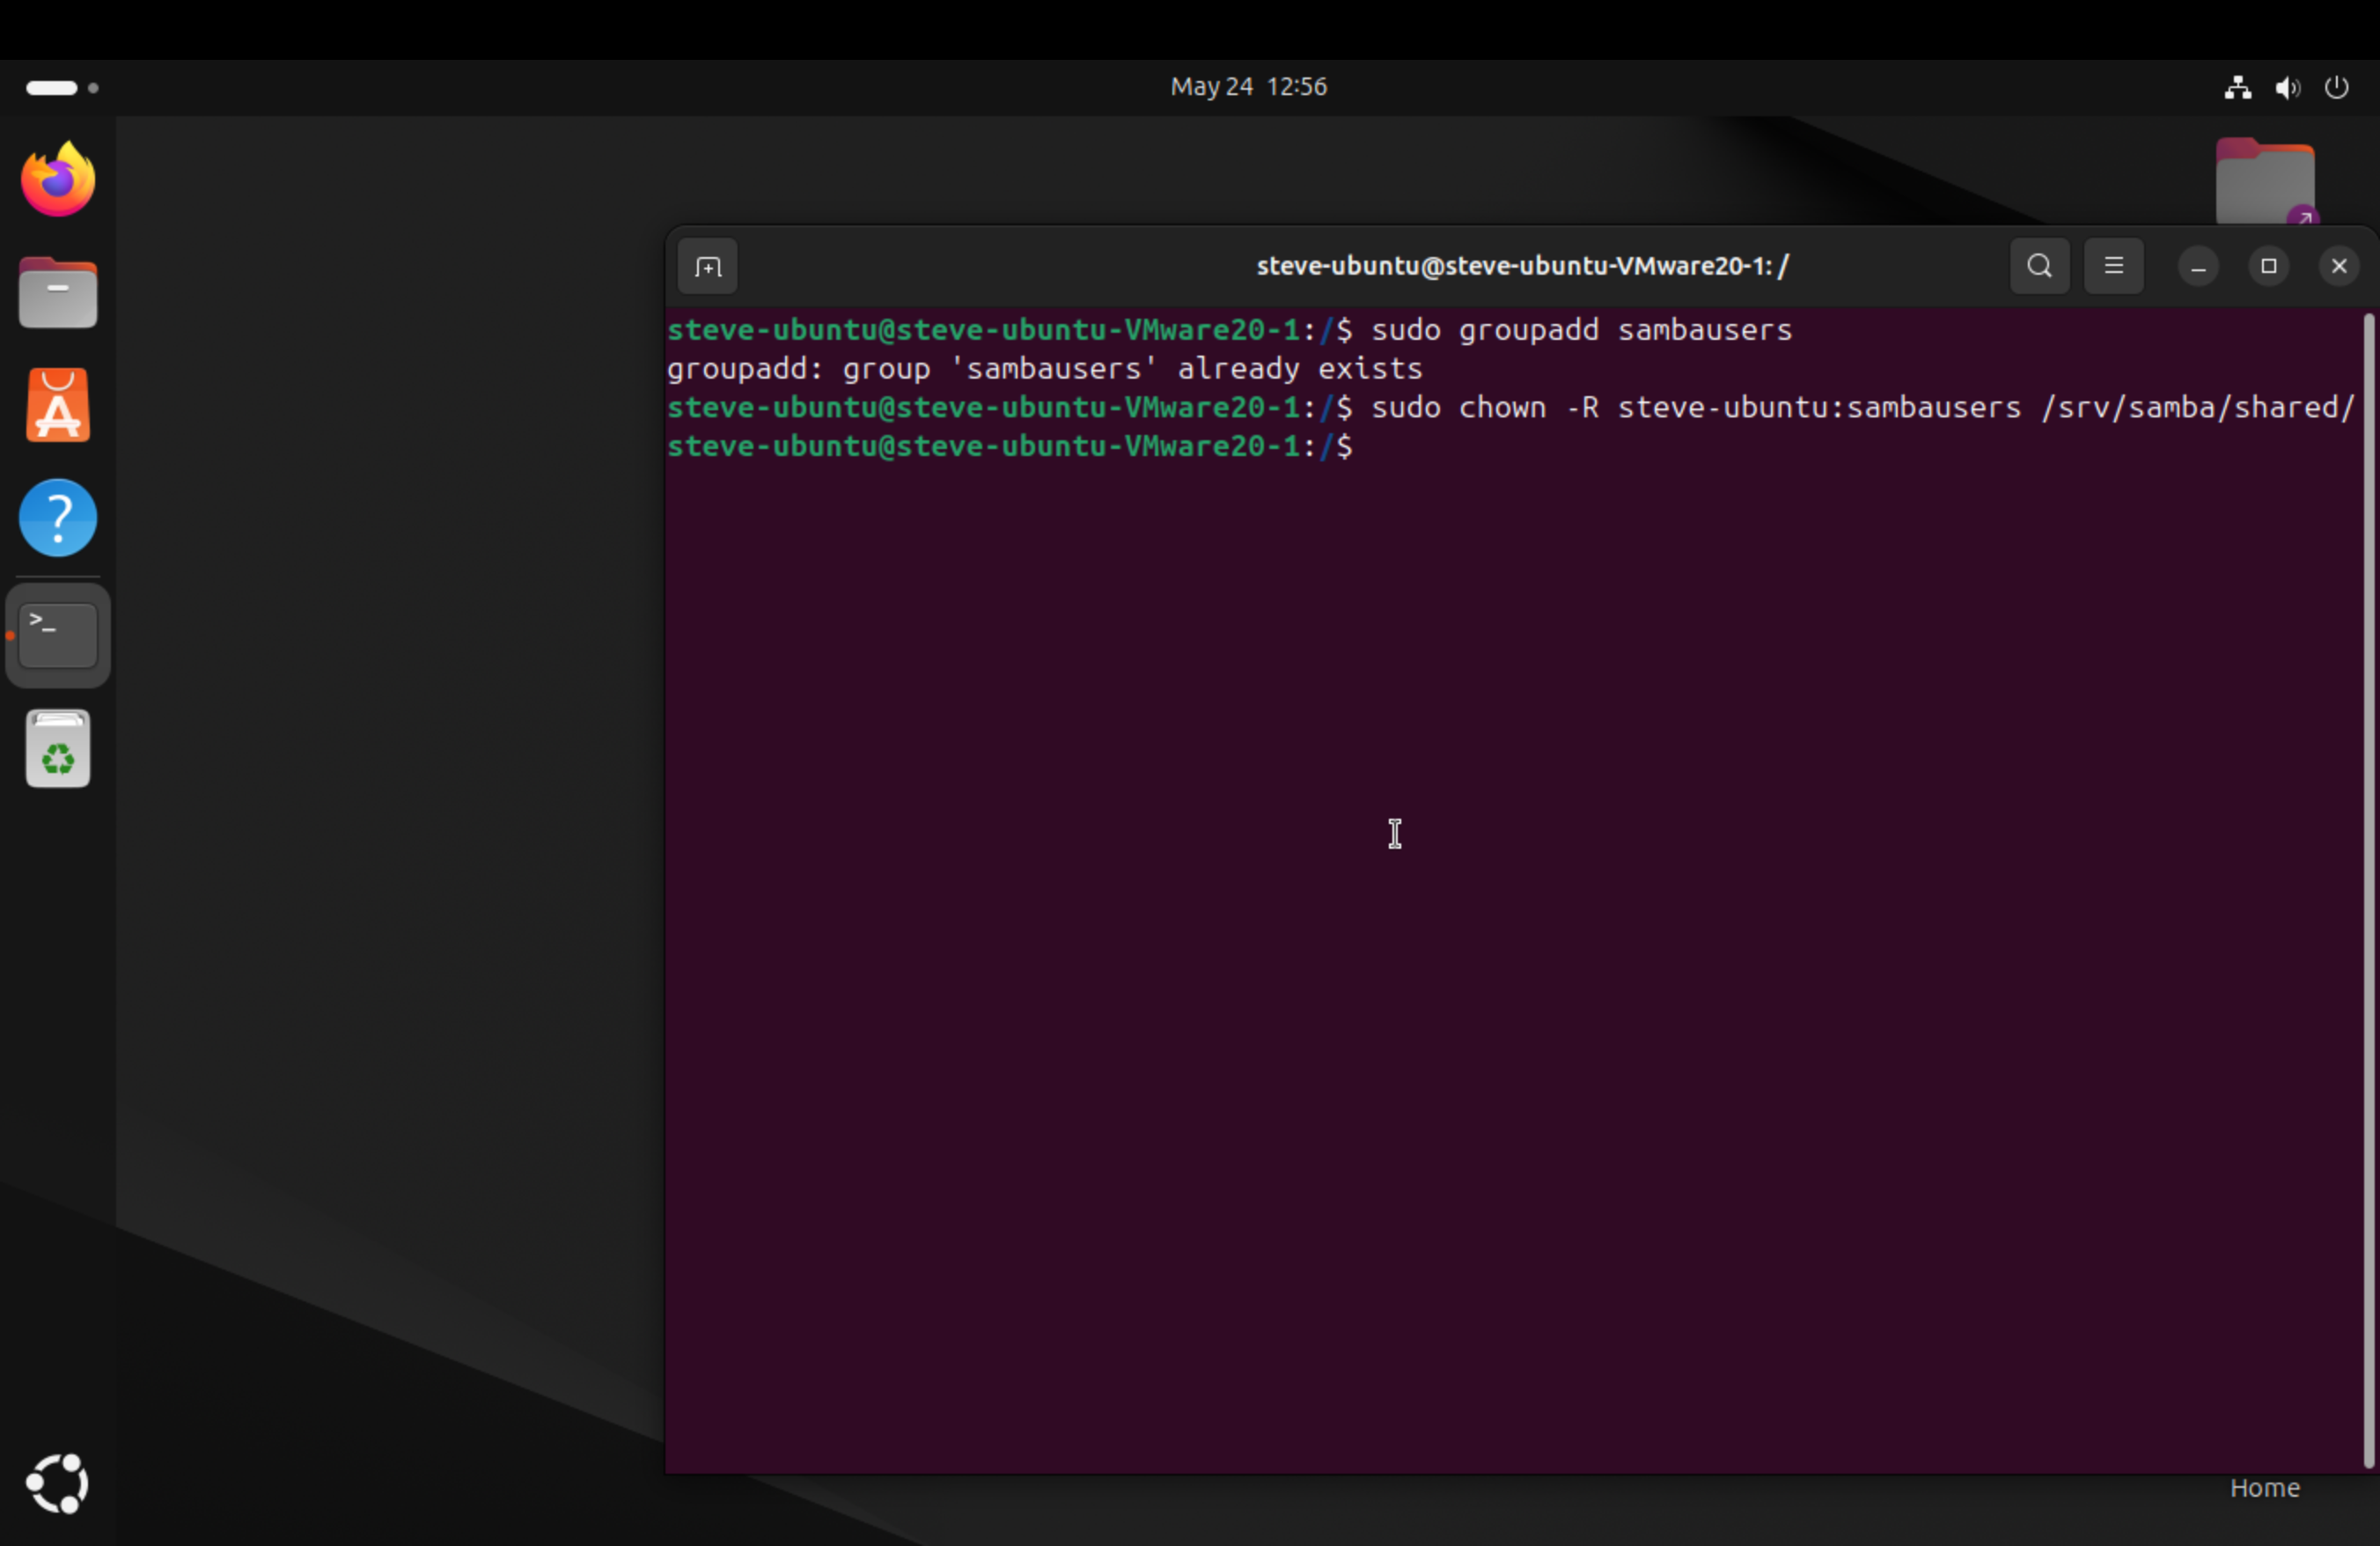 May 24 12:56
steve-ubuntu@steve-ubuntu-VMware20-1: /
steve-ubuntu@steve-ubuntu-VMware20-1:/$ sudo groupadd sambausers
groupadd: group 'sambausers' already exists
steve-ubuntu@steve-ubuntu-VMware20-1:/$ sudo chown -R steve-ubuntu:sambausers /srv/samba/shared/
steve-ubuntu@steve-ubuntu-VMware20-1:/$
Home